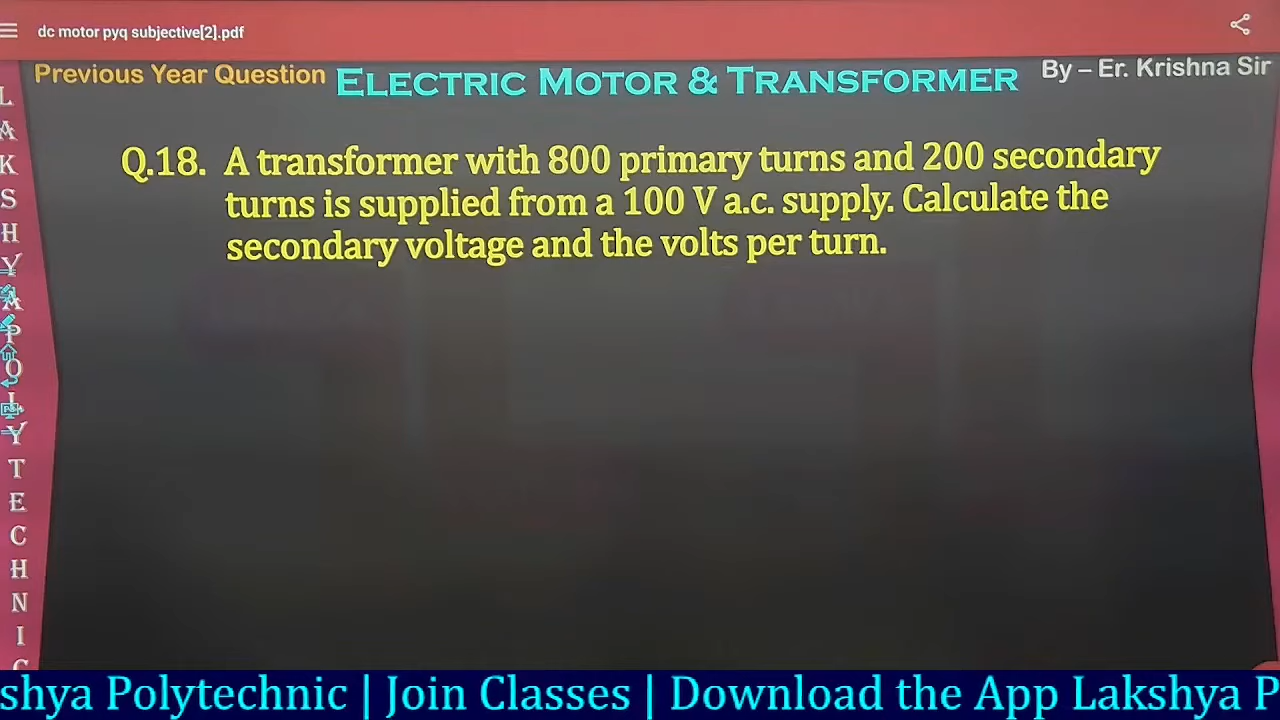 dc motor pyq subjective[2].pdf
Previous Year Question
ELECTRIC MOTOR & TRANSFORMER
By – Er. Krishna Sir
Q.18. A transformer with 800 primary turns and 200 secondary
turns is supplied from a 100 V a.c. supply. Calculate the
secondary voltage and the volts per turn.
LAKSHYA POLYTECHNIC
shya Polytechnic | Join Classes | Download the App Lakshya P